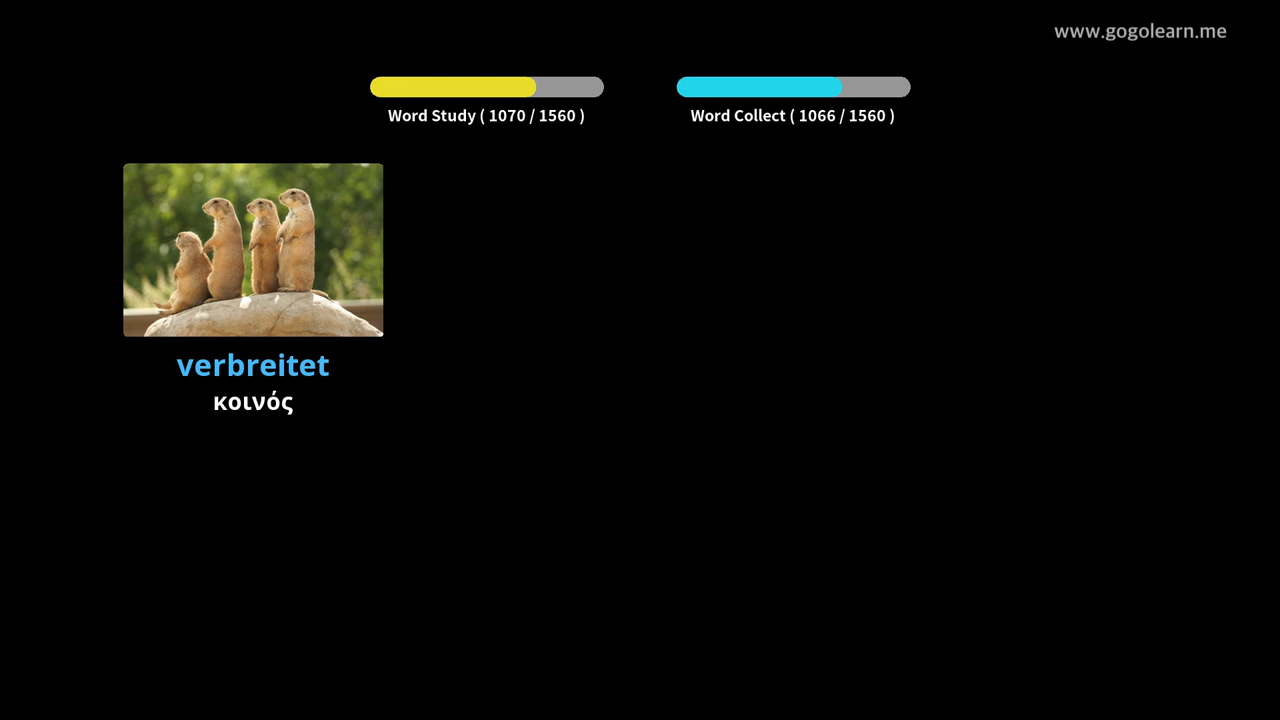 www.gogolearn.me
Word Study ( 1070 / 1560 )
Word Collect ( 1066 / 1560 )
verbreitet
κοινός